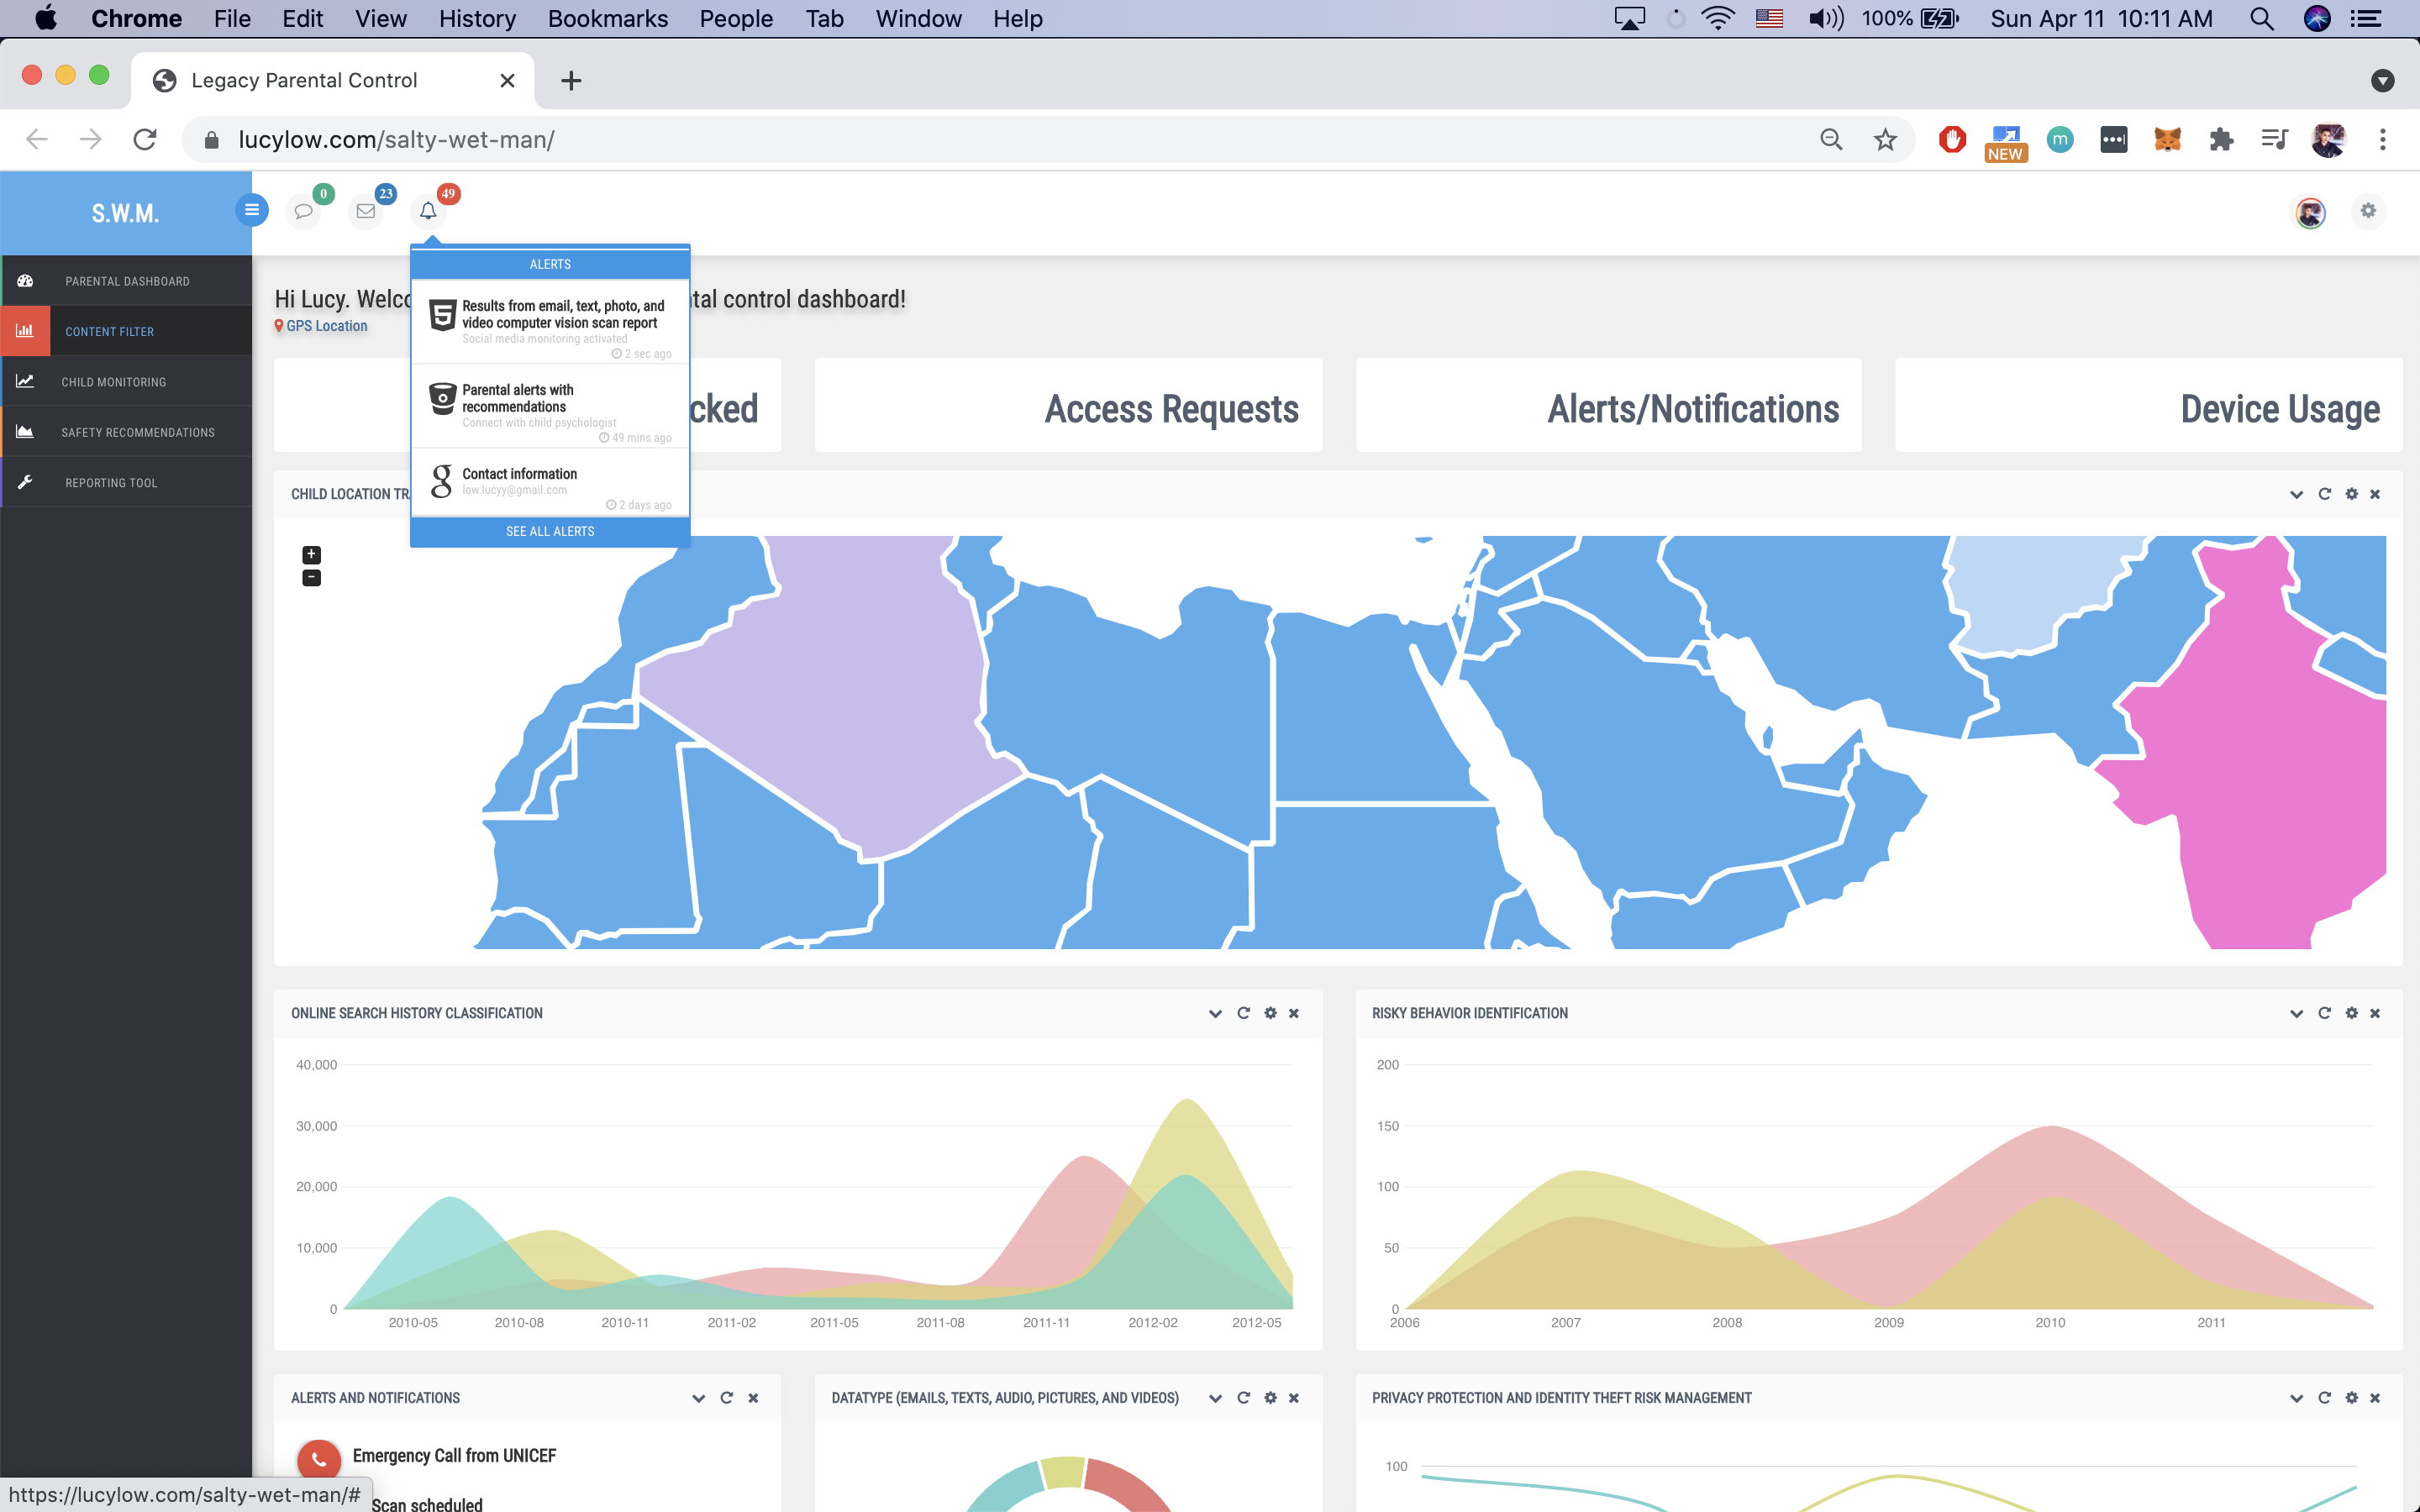 Chrome File Edit View History Bookmarks People Tab Window Help 100% Sun Apr 11 10:11 AM
Legacy Parental Control
lucylow.com/salty-wet-man/
NEW
m
S.W.M.
0
23
49
PARENTAL DASHBOARD
CONTENT FILTER
CHILD MONITORING
SAFETY RECOMMENDATIONS
REPORTING TOOL
ALERTS
Results from email, text, photo, and
video computer vision scan report
Social media monitoring activated
2 sec ago
Parental alerts with
recommendations
Connect with child psychologist
49 mins ago
Contact information
low.lucyy@gmail.com
2 days ago
SEE ALL ALERTS
Hi Lucy. Welco tal control dashboard!
GPS Location
cked
Access Requests
Alerts/Notifications
Device Usage
CHILD LOCATION TR
+
-
ONLINE SEARCH HISTORY CLASSIFICATION
40,000
30,000
20,000
10,000
0
2010-05 2010-08 2010-11 2011-02 2011-05 2011-08 2011-11 2012-02 2012-05
RISKY BEHAVIOR IDENTIFICATION
200
150
100
50
0
2006 2007 2008 2009 2010 2011
ALERTS AND NOTIFICATIONS
Emergency Call from UNICEF
Scan scheduled
DATATYPE (EMAILS, TEXTS, AUDIO, PICTURES, AND VIDEOS)
PRIVACY PROTECTION AND IDENTITY THEFT RISK MANAGEMENT
100
https://lucylow.com/salty-wet-man/#